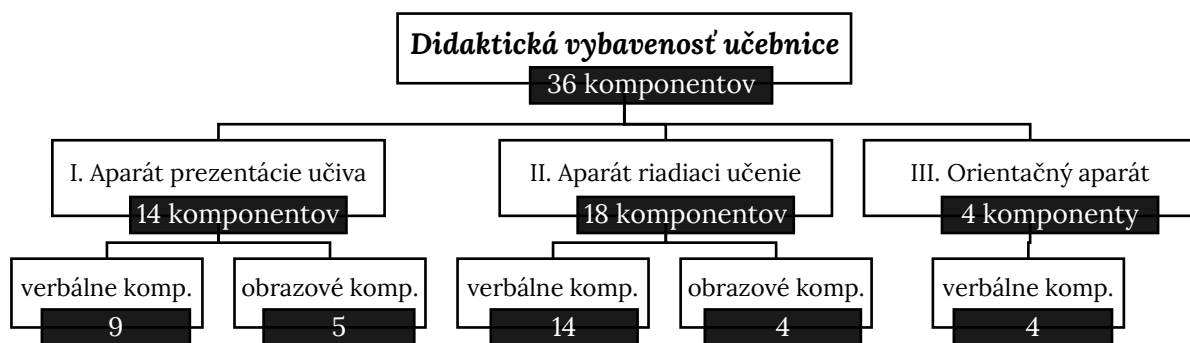 Didaktická vybavenosť učebnice
36 komponentov
I. Aparát prezentácie učiva
14 komponentov
II. Aparát riadiaci učenie
18 komponentov
III. Orientačný aparát
4 komponenty
verbálne komp.
9
obrazové komp.
5
verbálne komp.
14
obrazové komp.
4
verbálne komp.
4